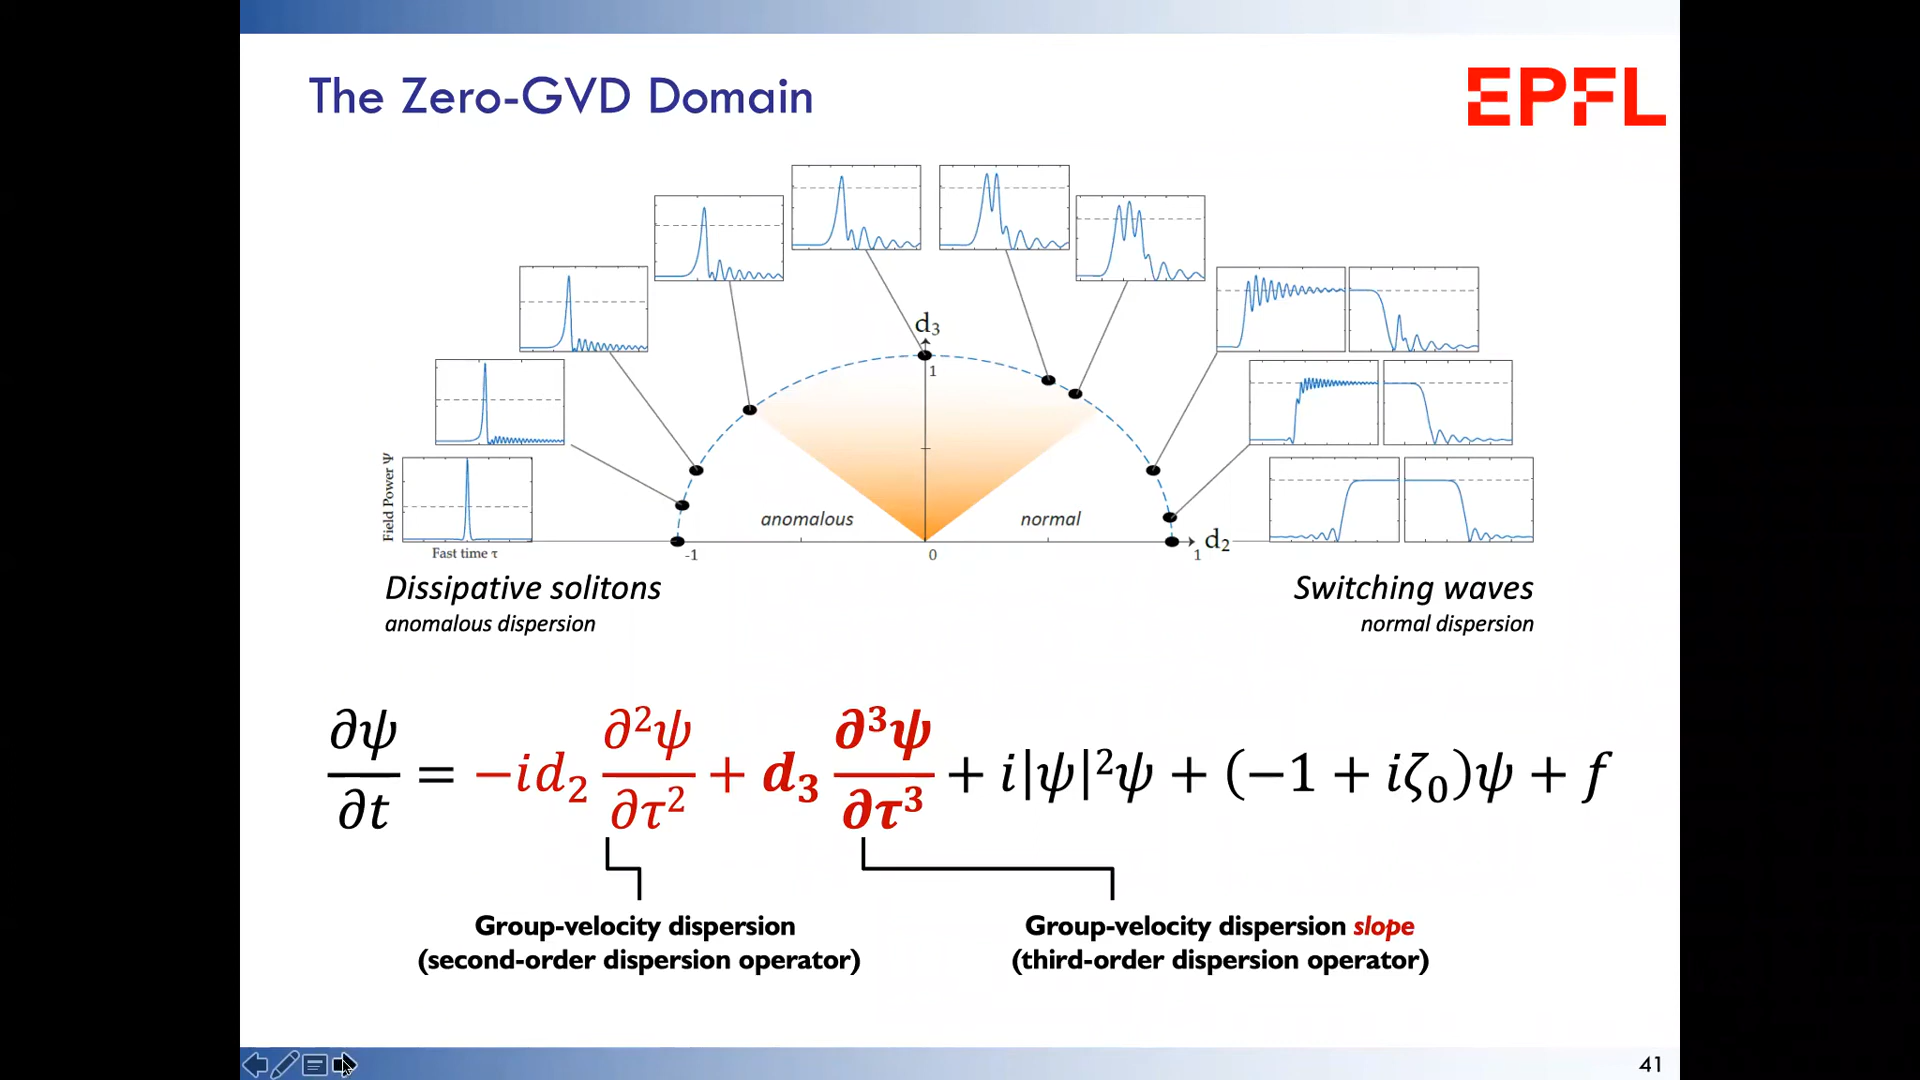 The Zero-GVD Domain
EPFL
d₃
1
anomalous
normal
d₂
-1
0
1
Field Power Ψ
Fast time τ
Dissipative solitons
anomalous dispersion
Switching waves
normal dispersion
∂ψ/∂t = −id₂ ∂²ψ/∂τ² + d₃ ∂³ψ/∂τ³ + i|ψ|²ψ + (−1 + iζ₀)ψ + f
Group-velocity dispersion
(second-order dispersion operator)
Group-velocity dispersion slope
(third-order dispersion operator)
41